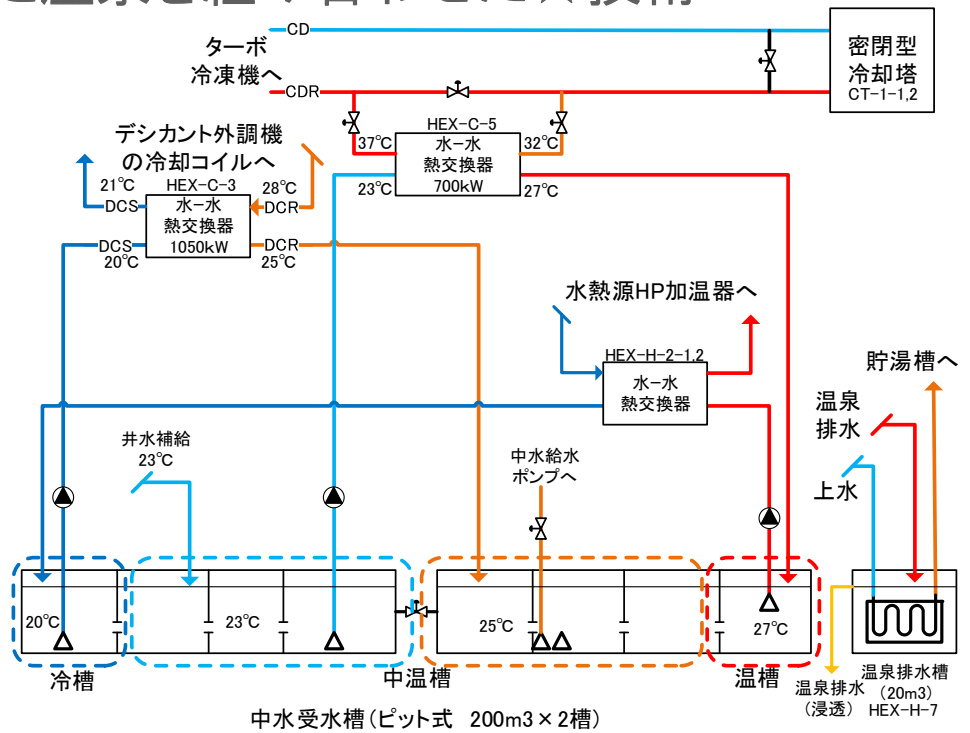 CD
ターボ
冷凍機へ
CDR
密閉型
冷却塔
CT-1-1,2
HEX-C-5
37℃
水-水
32℃
熱交換器
23℃
700kW
27℃
デシカント外調機
の冷却コイルへ
21℃
HEX-C-3
28℃
DCS
水-水
DCR
熱交換器
DCS
1050kW
DCR
20℃
25℃
水熱源HP加温器へ
HEX-H-2-1,2
水-水
熱交換器
貯湯槽へ
温泉
排水
上水
井水補給
23℃
中水給水
ポンプへ
20℃
23℃
25℃
27℃
冷槽
中温槽
温槽
温泉排水
(浸透)
温泉排水槽
(20m3)
HEX-H-7
中水受水槽(ピット式 200m3×2槽)